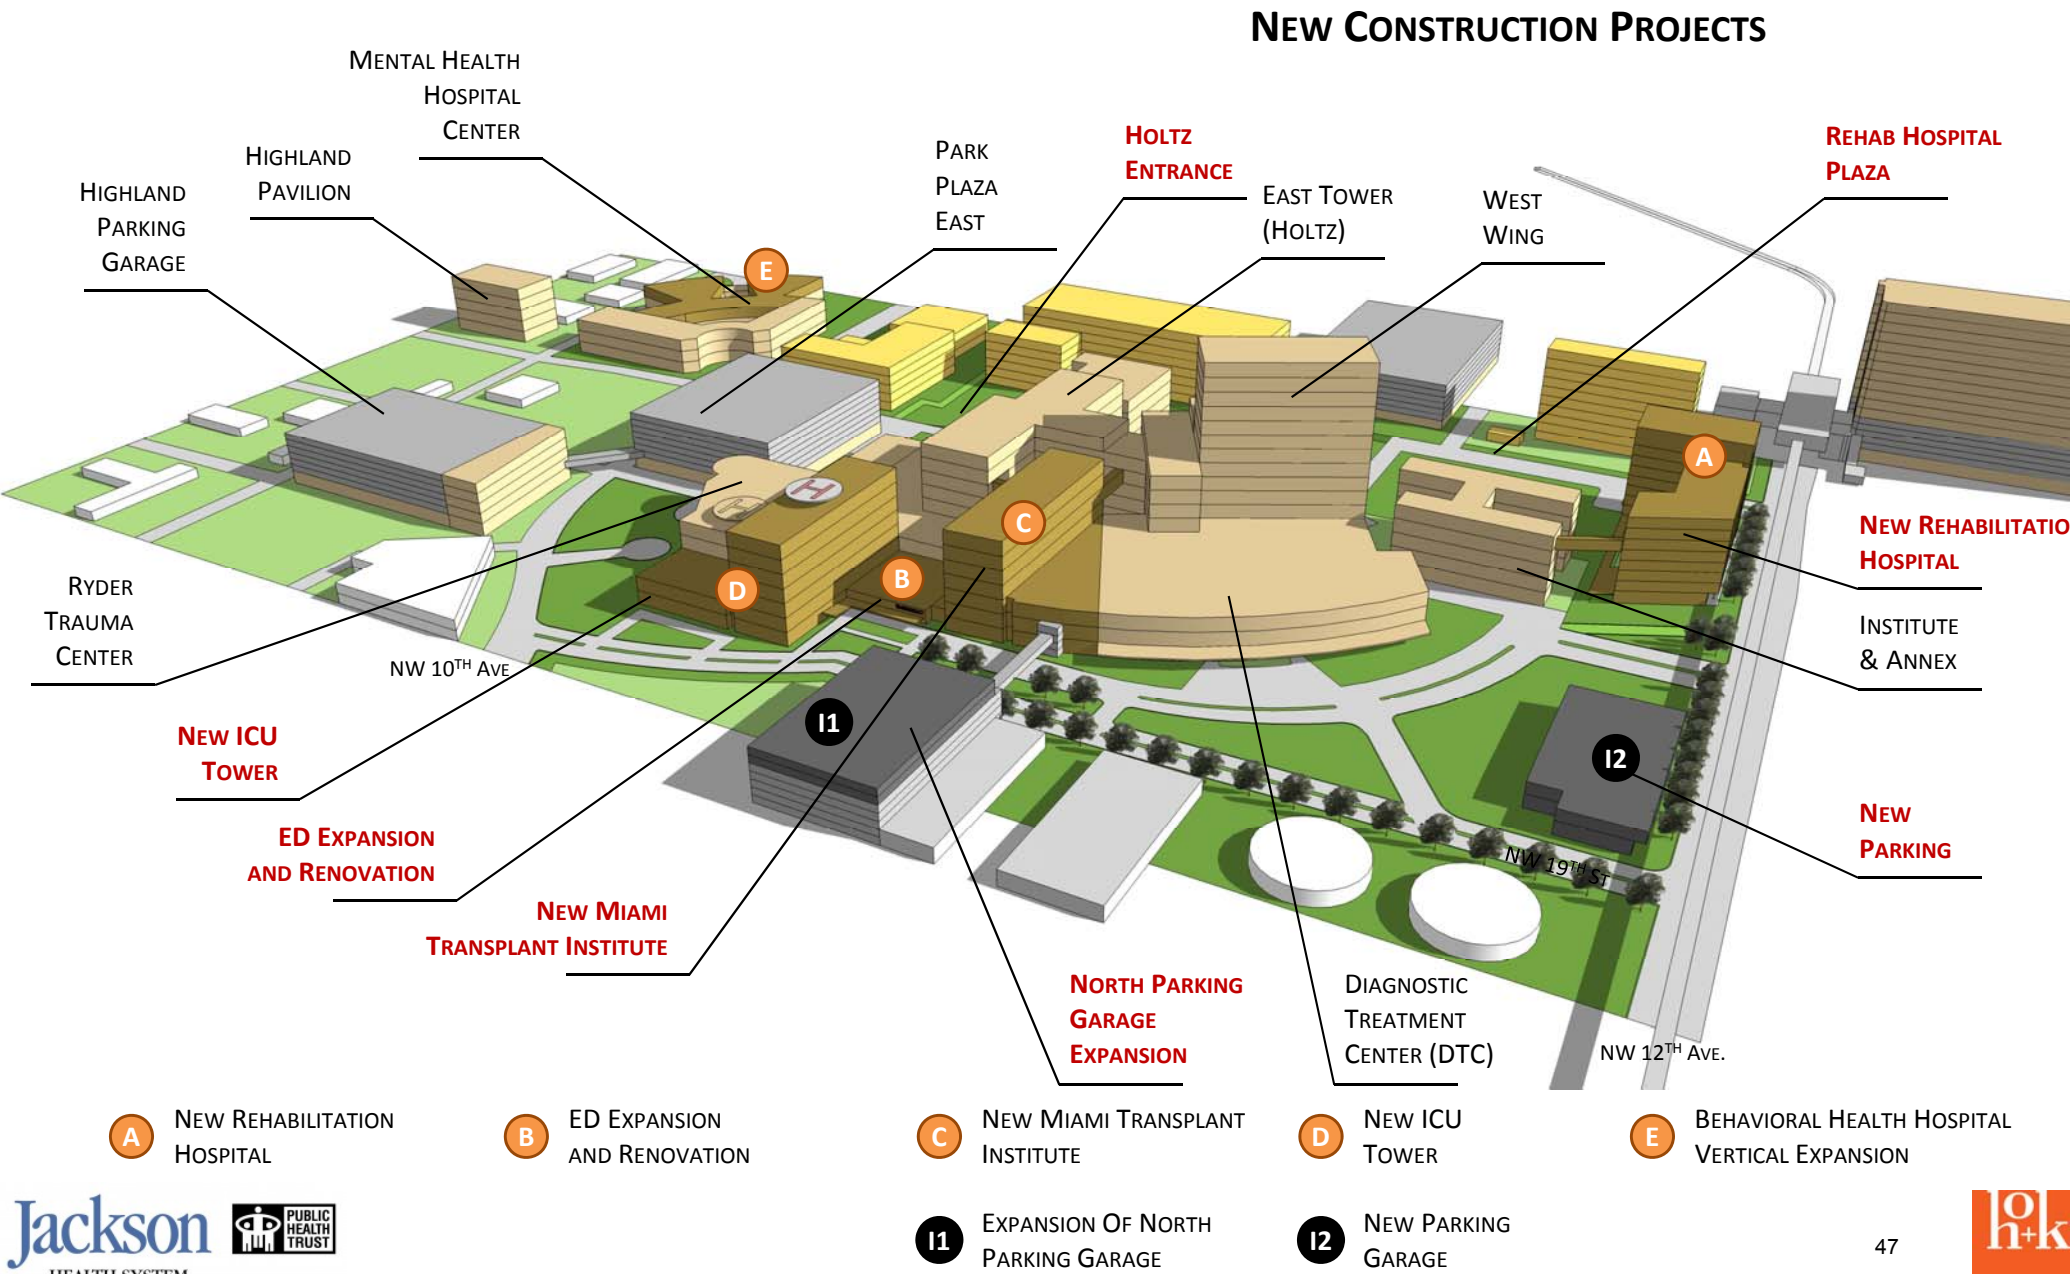 NEW CONSTRUCTION PROJECTS
MENTAL HEALTH
HOSPITAL
CENTER
HIGHLAND
PAVILION
HIGHLAND
PARKING
GARAGE
PARK
PLAZA
EAST
HOLTZ
ENTRANCE
EAST TOWER
(HOLTZ)
WEST
WING
REHAB HOSPITAL
PLAZA
E
A
C
B
D
NEW REHABILITATIO
HOSPITAL
INSTITUTE
& ANNEX
RYDER
TRAUMA
CENTER
NW 10TH AVE
H
H
I1
I2
NEW ICU
TOWER
ED EXPANSION
AND RENOVATION
NEW MIAMI
TRANSPLANT INSTITUTE
NEW
PARKING
NW 19TH ST
NORTH PARKING
GARAGE
EXPANSION
DIAGNOSTIC
TREATMENT
CENTER (DTC)
NW 12TH AVE.
A NEW REHABILITATION
HOSPITAL
B ED EXPANSION
AND RENOVATION
C NEW MIAMI TRANSPLANT
INSTITUTE
D NEW ICU
TOWER
E BEHAVIORAL HEALTH HOSPITAL
VERTICAL EXPANSION
I1 EXPANSION OF NORTH
PARKING GARAGE
I2 NEW PARKING
GARAGE
Jackson
HEALTH SYSTEM
PUBLIC
HEALTH
TRUST
47
ho+k